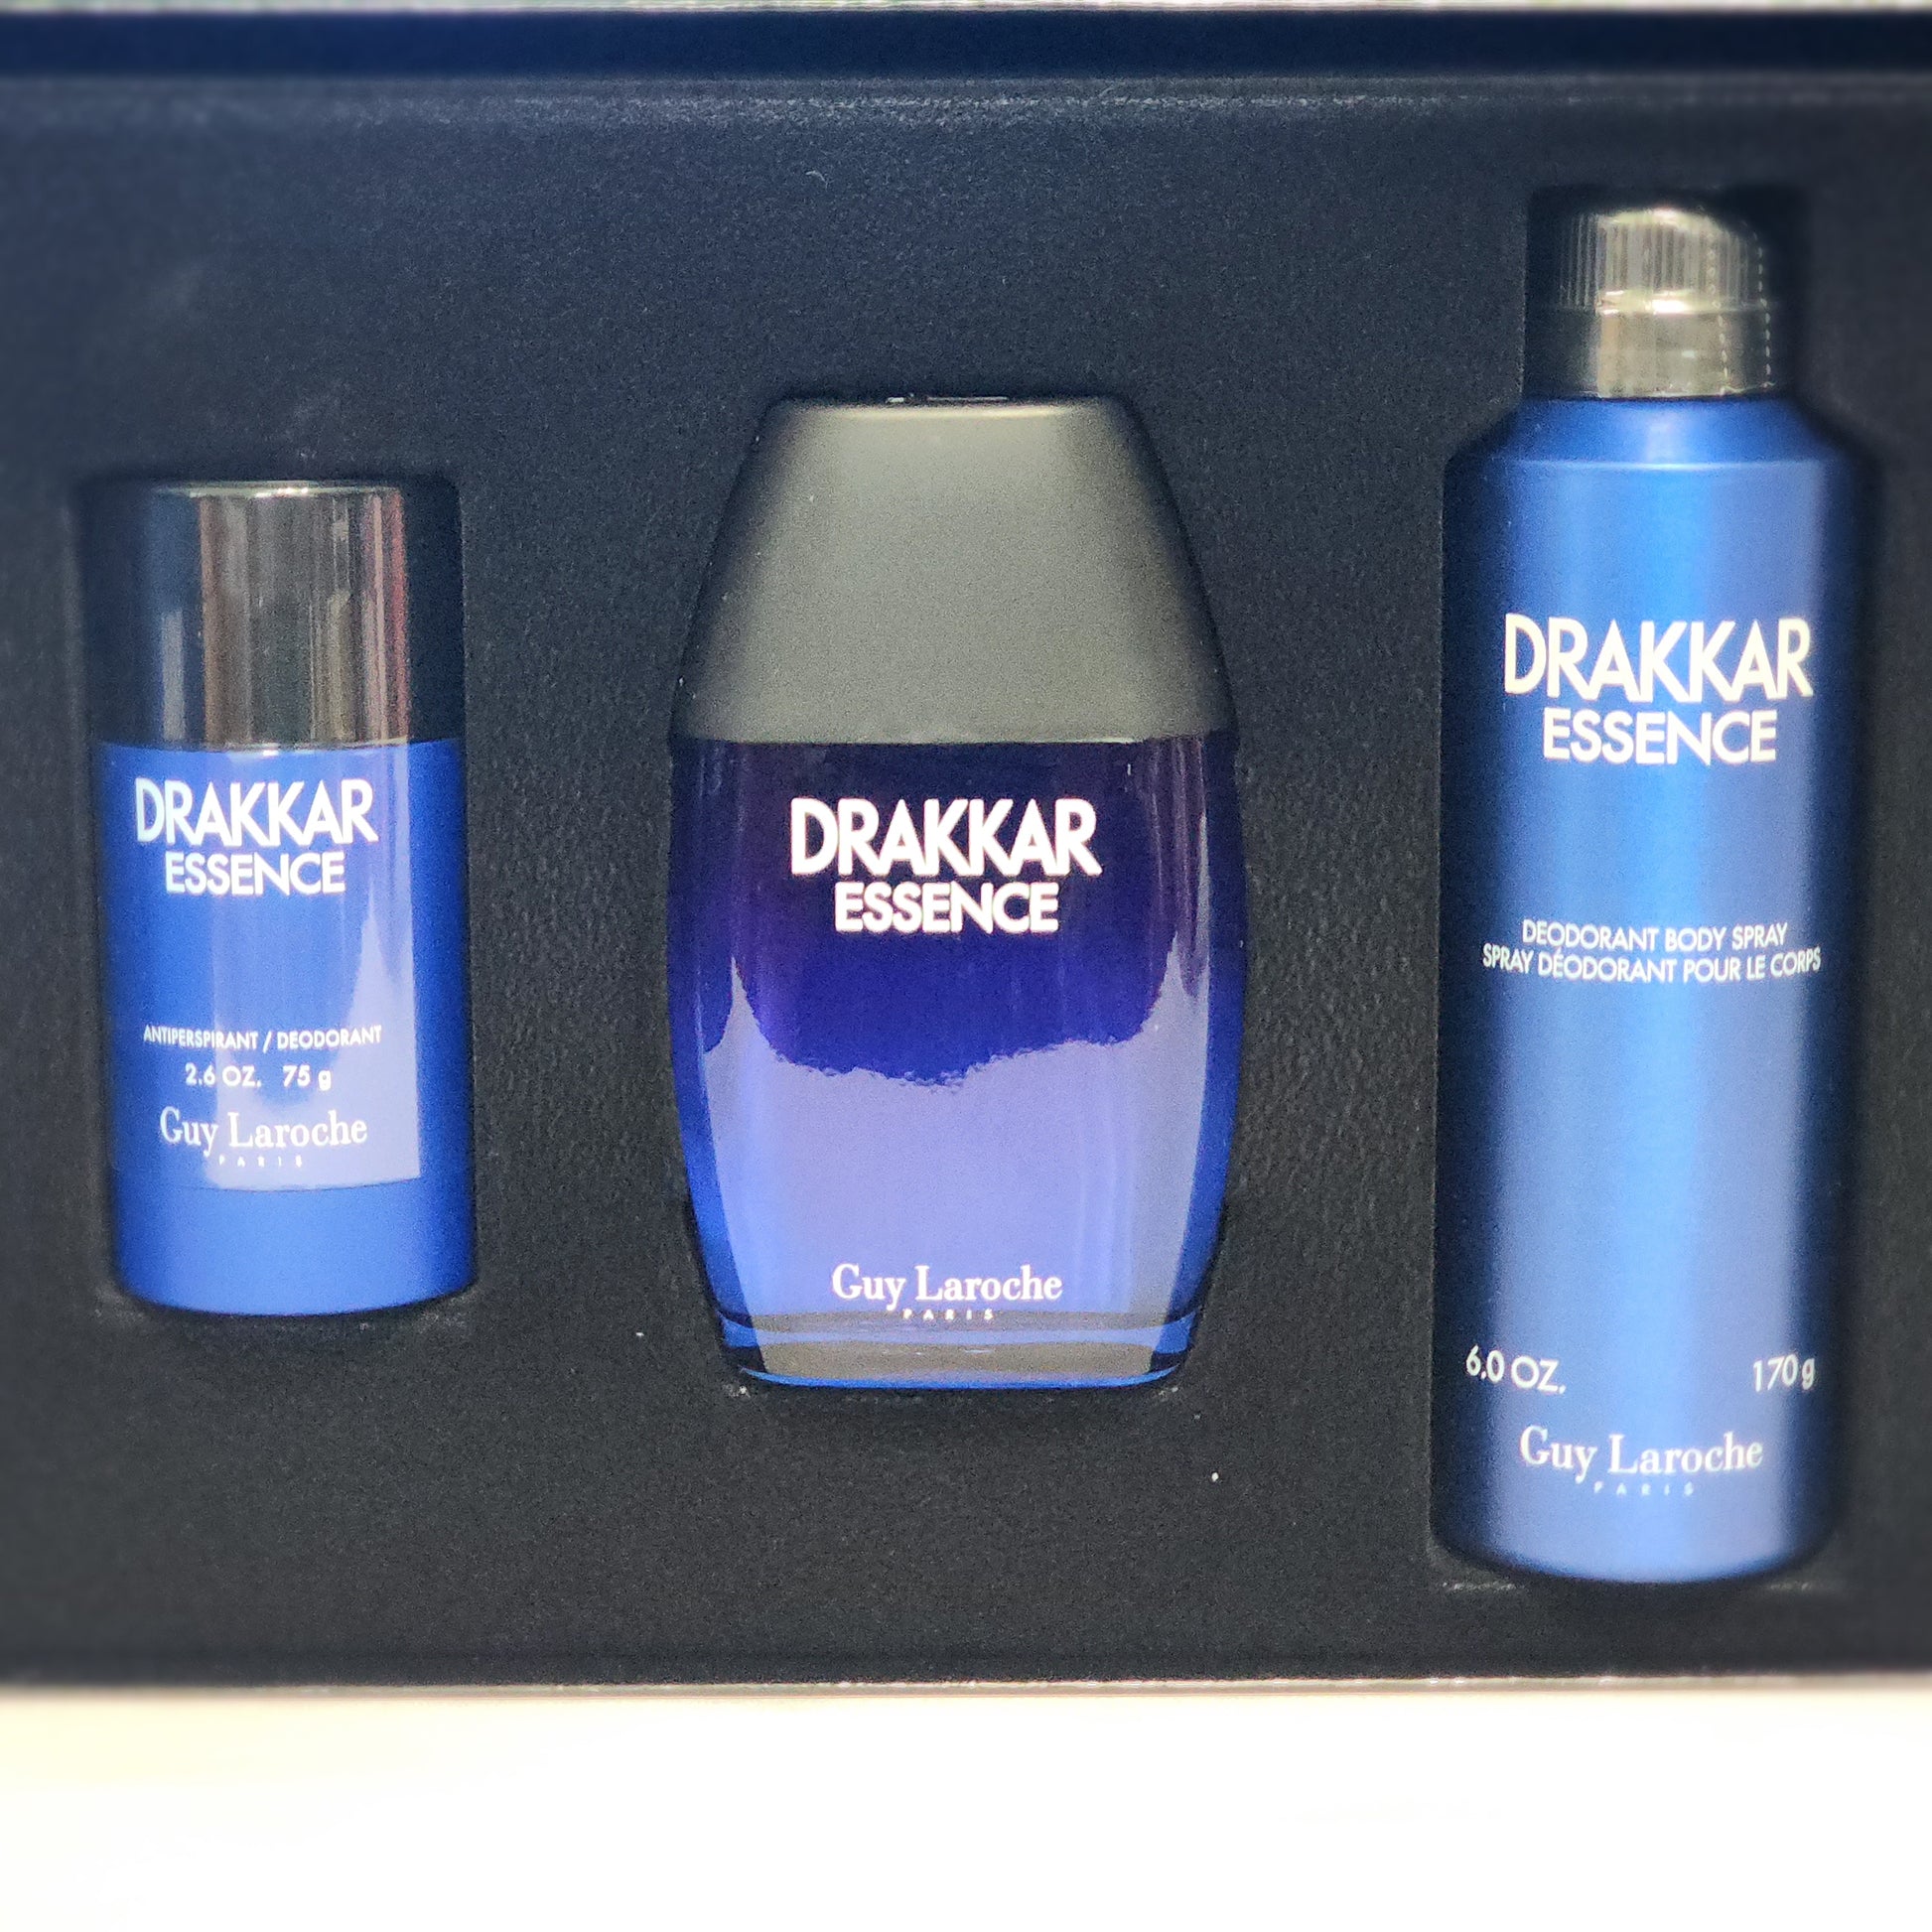 DRAKKAR
ESSENCE
ANTIPERSPIRANT / DEODORANT
2.6 OZ. 75 g
Guy Laroche
PARIS
DRAKKAR
ESSENCE
Guy Laroche
PARIS
DRAKKAR
ESSENCE
DEODORANT BODY SPRAY
SPRAY DÉODORANT POUR LE CORPS
6.0 OZ. 170 g
Guy Laroche
PARIS